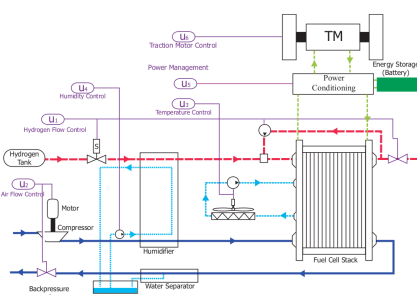 u₆
TM
Traction Motor Control
Power Management
Energy Storage
(Battery)
u₄
Humidity Control
u₅
Power
Conditioning
u₃
Temperature Control
u₁
Hydrogen Flow Control
S
Hydrogen
Tank
u₂
Air Flow Control
Motor
Compressor
Humidifier
Fuel Cell Stack
Backpressure
Water Separator